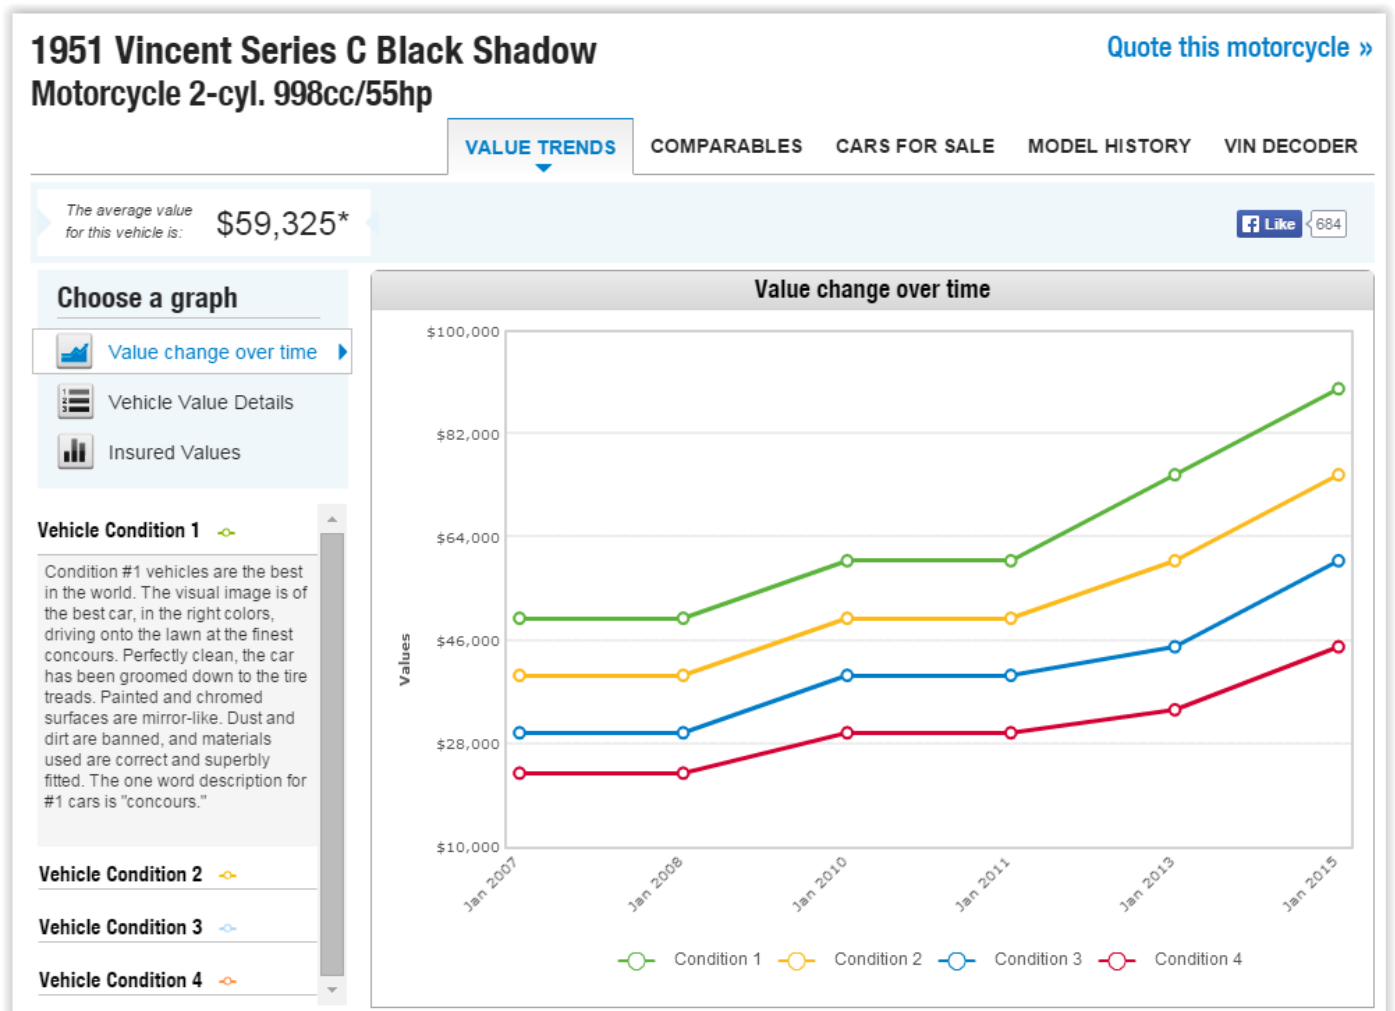 1951 Vincent Series C Black Shadow
Quote this motorcycle »
Motorcycle 2-cyl. 998cc/55hp
VALUE TRENDS
COMPARABLES
CARS FOR SALE
MODEL HISTORY
VIN DECODER
The average value
for this vehicle is:
$59,325*
Like
684
Choose a graph
Value change over time
Vehicle Value Details
Insured Values
Vehicle Condition 1
Condition #1 vehicles are the best
in the world. The visual image is of
the best car, in the right colors,
driving onto the lawn at the finest
concours. Perfectly clean, the car
has been groomed down to the tire
treads. Painted and chromed
surfaces are mirror-like. Dust and
dirt are banned, and materials
used are correct and superbly
fitted. The one word description for
#1 cars is "concours."
Vehicle Condition 2
Vehicle Condition 3
Vehicle Condition 4
Value change over time
$100,000
$82,000
$64,000
$46,000
$28,000
$10,000
Values
Jan 2007
Jan 2008
Jan 2010
Jan 2011
Jan 2013
Jan 2015
Condition 1
Condition 2
Condition 3
Condition 4